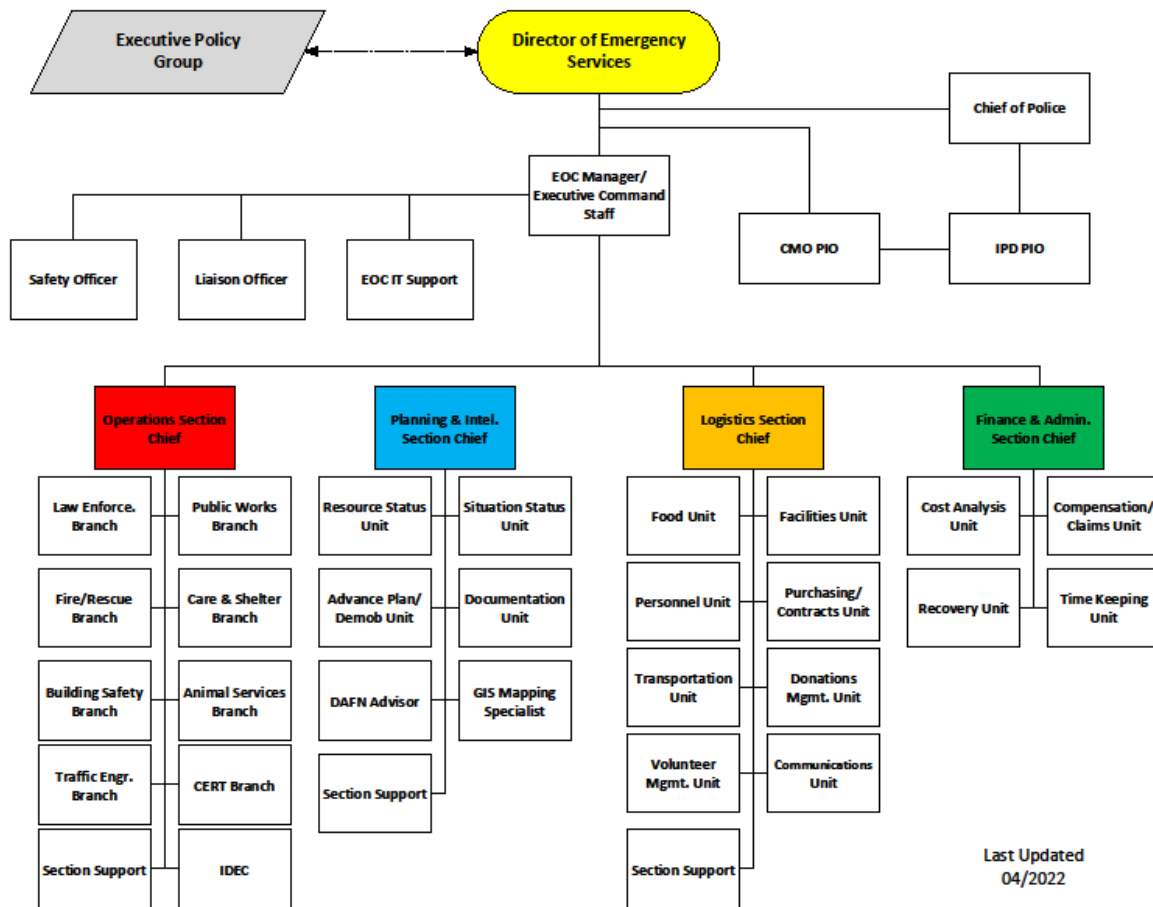 Executive Policy
Group
Director of Emergency
Services
Chief of Police
EOC Manager/
Executive Command
Staff
CMO PIO
IPD PIO
Safety Officer
Liaison Officer
EOC IT Support
Operations Section
Chief
Planning & Intel.
Section Chief
Logistics Section
Chief
Finance & Admin.
Section Chief
Law Enforce.
Branch
Public Works
Branch
Resource Status
Unit
Situation Status
Unit
Food Unit
Facilities Unit
Cost Analysis
Unit
Compensation/
Claims Unit
Fire/Rescue
Branch
Care & Shelter
Branch
Advance Plan/
Demob Unit
Documentation
Unit
Personnel Unit
Purchasing/
Contracts Unit
Recovery Unit
Time Keeping
Unit
Building Safety
Branch
Animal Services
Branch
DAFN Advisor
GIS Mapping
Specialist
Transportation
Unit
Donations
Mgmt. Unit
Traffic Engr.
Branch
CERT Branch
Section Support
Volunteer
Mgmt. Unit
Communications
Unit
Section Support
IDEC
Section Support
Last Updated
04/2022